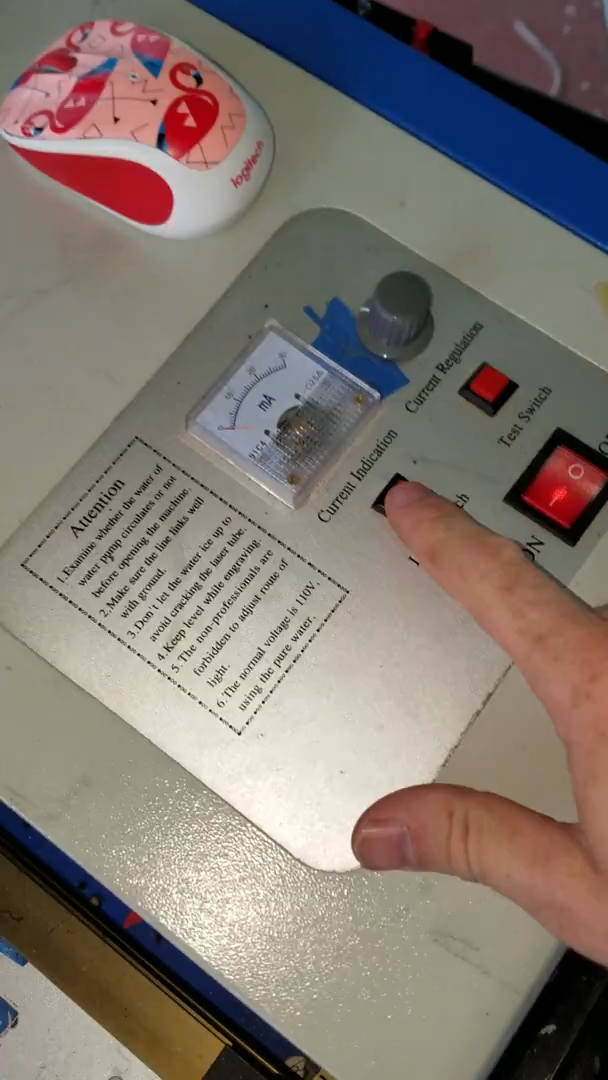 logitech
mA
Current Regulation
Test Switch
Current Indication
ON
Attention
1.Examine whether the water of
water pump circulates or not
before opening the machine.
2.Make sure the line links well
with ground.
3.Don't let the water ice up to
avoid cracking the laser tube.
4.Keep level while engraving.
5.The non-professionals are
forbidden to adjust route of
light.
6.The normal voltage is 110V,
using the pure water.